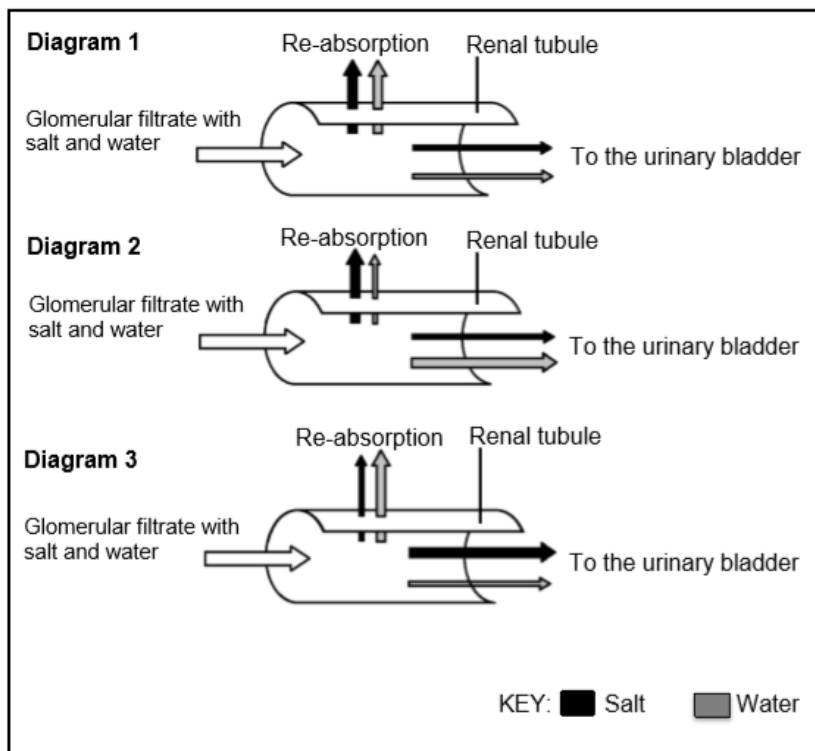 Diagram 1
Re-absorption
Renal tubule
Glomerular filtrate with
salt and water
To the urinary bladder
Diagram 2
Re-absorption
Renal tubule
Glomerular filtrate with
salt and water
To the urinary bladder
Diagram 3
Re-absorption
Renal tubule
Glomerular filtrate with
salt and water
To the urinary bladder
KEY: Salt Water